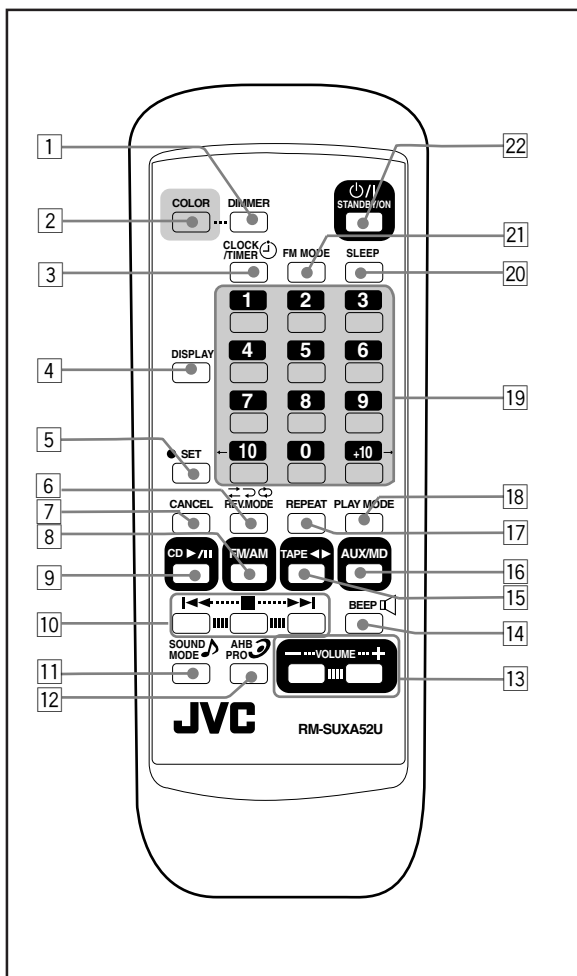 1
22
COLOR
DIMMER
⏻/I
STANDBY/ON
2
21
CLOCK
/TIMER
FM MODE
SLEEP
3
20
1 2 3
DISPLAY
4 5 6
4
19
7 8 9
5
SET
10 0 +10
6
18
CANCEL
REV.MODE
REPEAT
PLAY MODE
7
17
8
CD ►/II
FM/AM
TAPE ◄►
AUX/MD
16
9
15
BEEP
10
14
SOUND
MODE
AHB
PRO
– VOLUME +
11
12
13
JVC
RM-SUXA52U